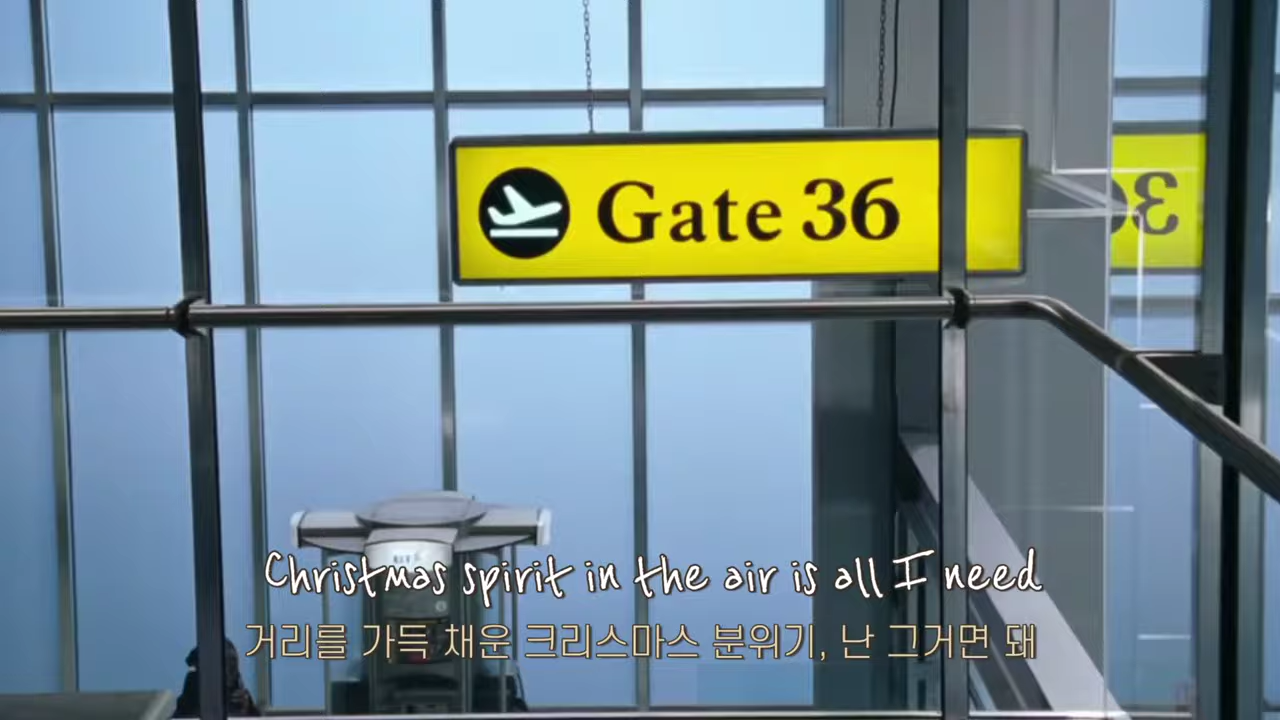 Gate 36
36
Christmas spirit in the air is all I need
거리를 가득 채운 크리스마스 분위기, 난 그거면 돼